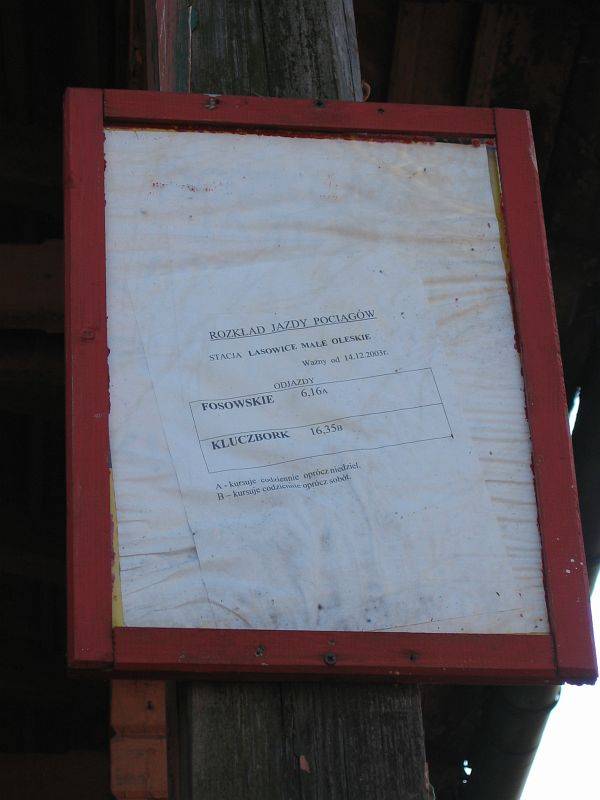 ROZKŁAD JAZDY POCIĄGÓW
STACJA LASOWICE MAŁE OLESKIE
Ważny od 14.12.2003r.
ODJAZDY
FOSOWSKIE 6,16A
KLUCZBORK 16,35B
A - kursuje codziennie oprócz niedziel.
B – kursuje codziennie oprócz sobót.